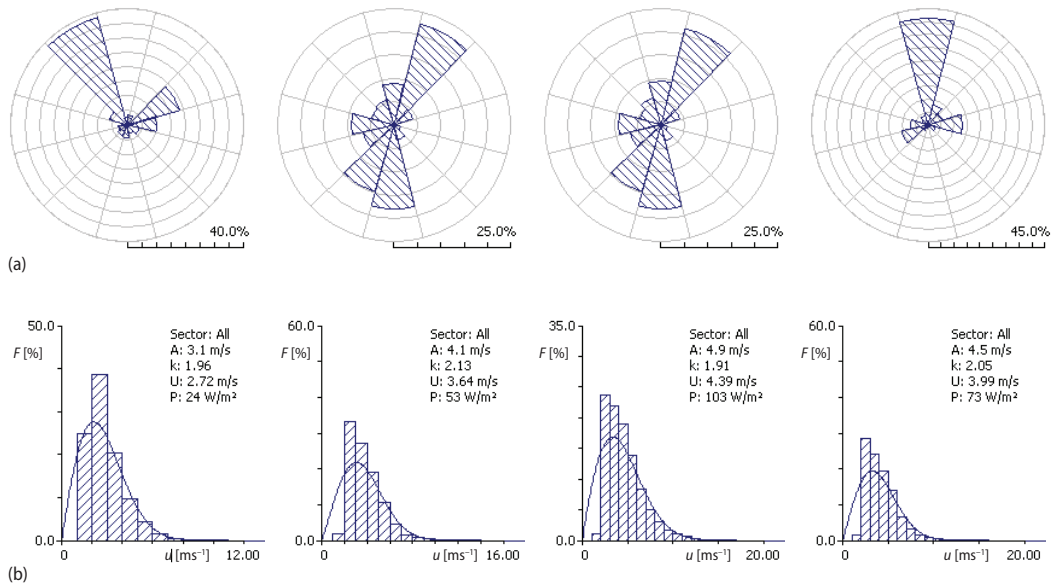 40.0%
25.0%
25.0%
45.0%
(a)
50.0
F [%]
Sector: All
A: 3.1 m/s
k: 1.96
U: 2.72 m/s
P: 24 W/m²
0.0
0
u [ms⁻¹]
12.00
60.0
F [%]
Sector: All
A: 4.1 m/s
k: 2.13
U: 3.64 m/s
P: 53 W/m²
0.0
0
u [ms⁻¹]
16.00
35.0
F [%]
Sector: All
A: 4.9 m/s
k: 1.91
U: 4.39 m/s
P: 103 W/m²
0.0
0
u [ms⁻¹]
20.00
60.0
F [%]
Sector: All
A: 4.5 m/s
k: 2.05
U: 3.99 m/s
P: 73 W/m²
0.0
0
u [ms⁻¹]
20.00
(b)